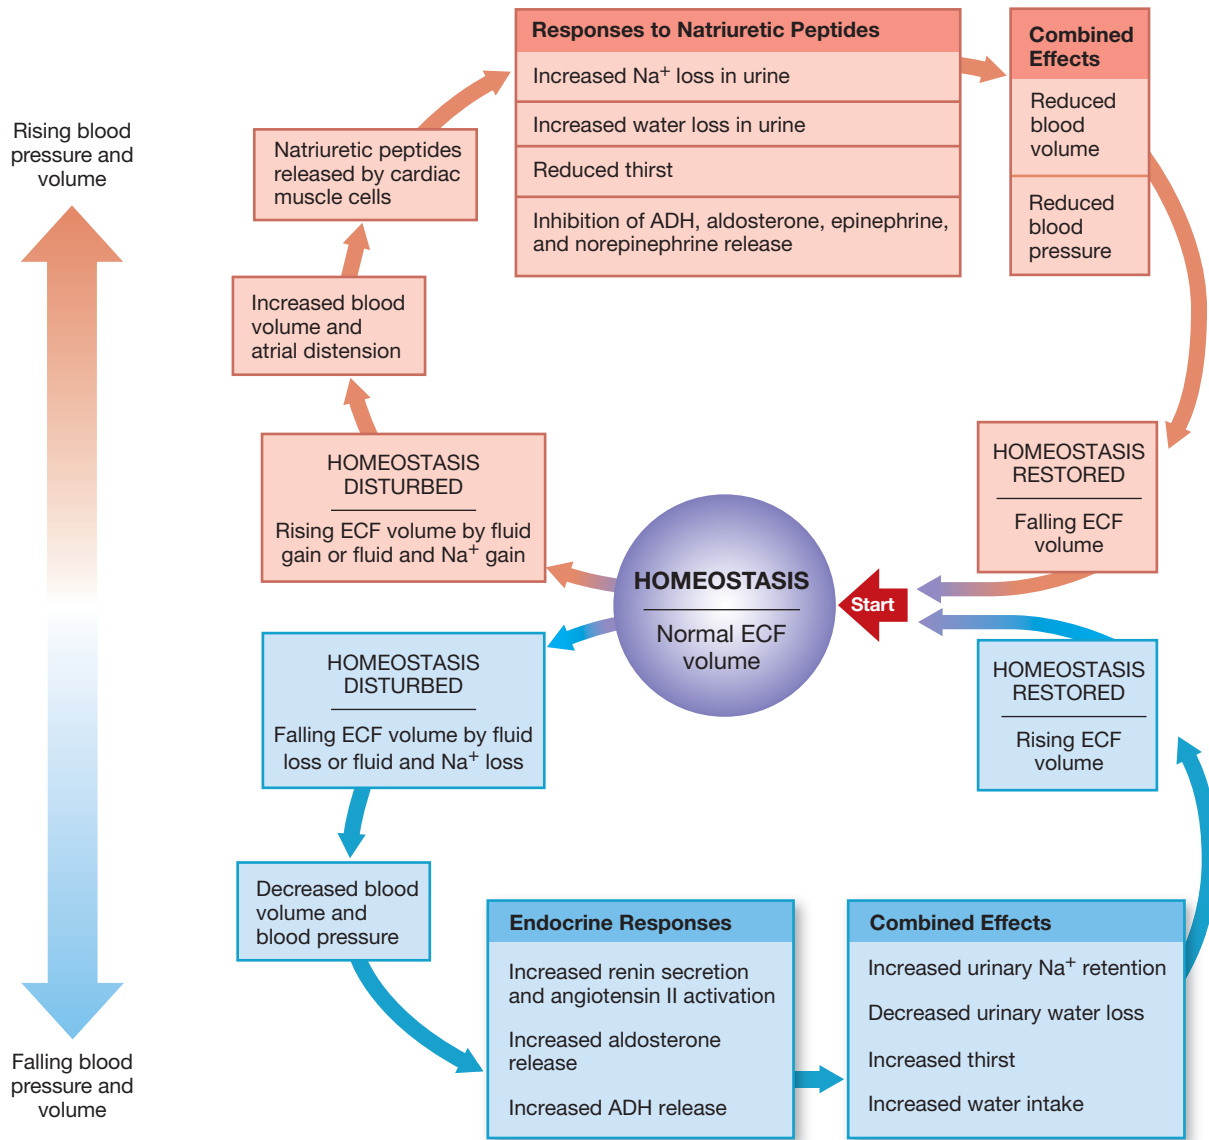 Rising blood
pressure and
volume
Falling blood
pressure and
volume
Responses to Natriuretic Peptides
Increased Na⁺ loss in urine
Increased water loss in urine
Reduced thirst
Inhibition of ADH, aldosterone, epinephrine,
and norepinephrine release
Combined
Effects
Reduced
blood
volume
Reduced
blood
pressure
Natriuretic peptides
released by cardiac
muscle cells
Increased blood
volume and
atrial distension
HOMEOSTASIS
DISTURBED
Rising ECF volume by fluid
gain or fluid and Na⁺ gain
HOMEOSTASIS
RESTORED
Falling ECF
volume
HOMEOSTASIS
Normal ECF
volume
Start
HOMEOSTASIS
DISTURBED
Falling ECF volume by fluid
loss or fluid and Na⁺ loss
HOMEOSTASIS
RESTORED
Rising ECF
volume
Decreased blood
volume and
blood pressure
Endocrine Responses
Increased renin secretion
and angiotensin II activation
Increased aldosterone
release
Increased ADH release
Combined Effects
Increased urinary Na⁺ retention
Decreased urinary water loss
Increased thirst
Increased water intake